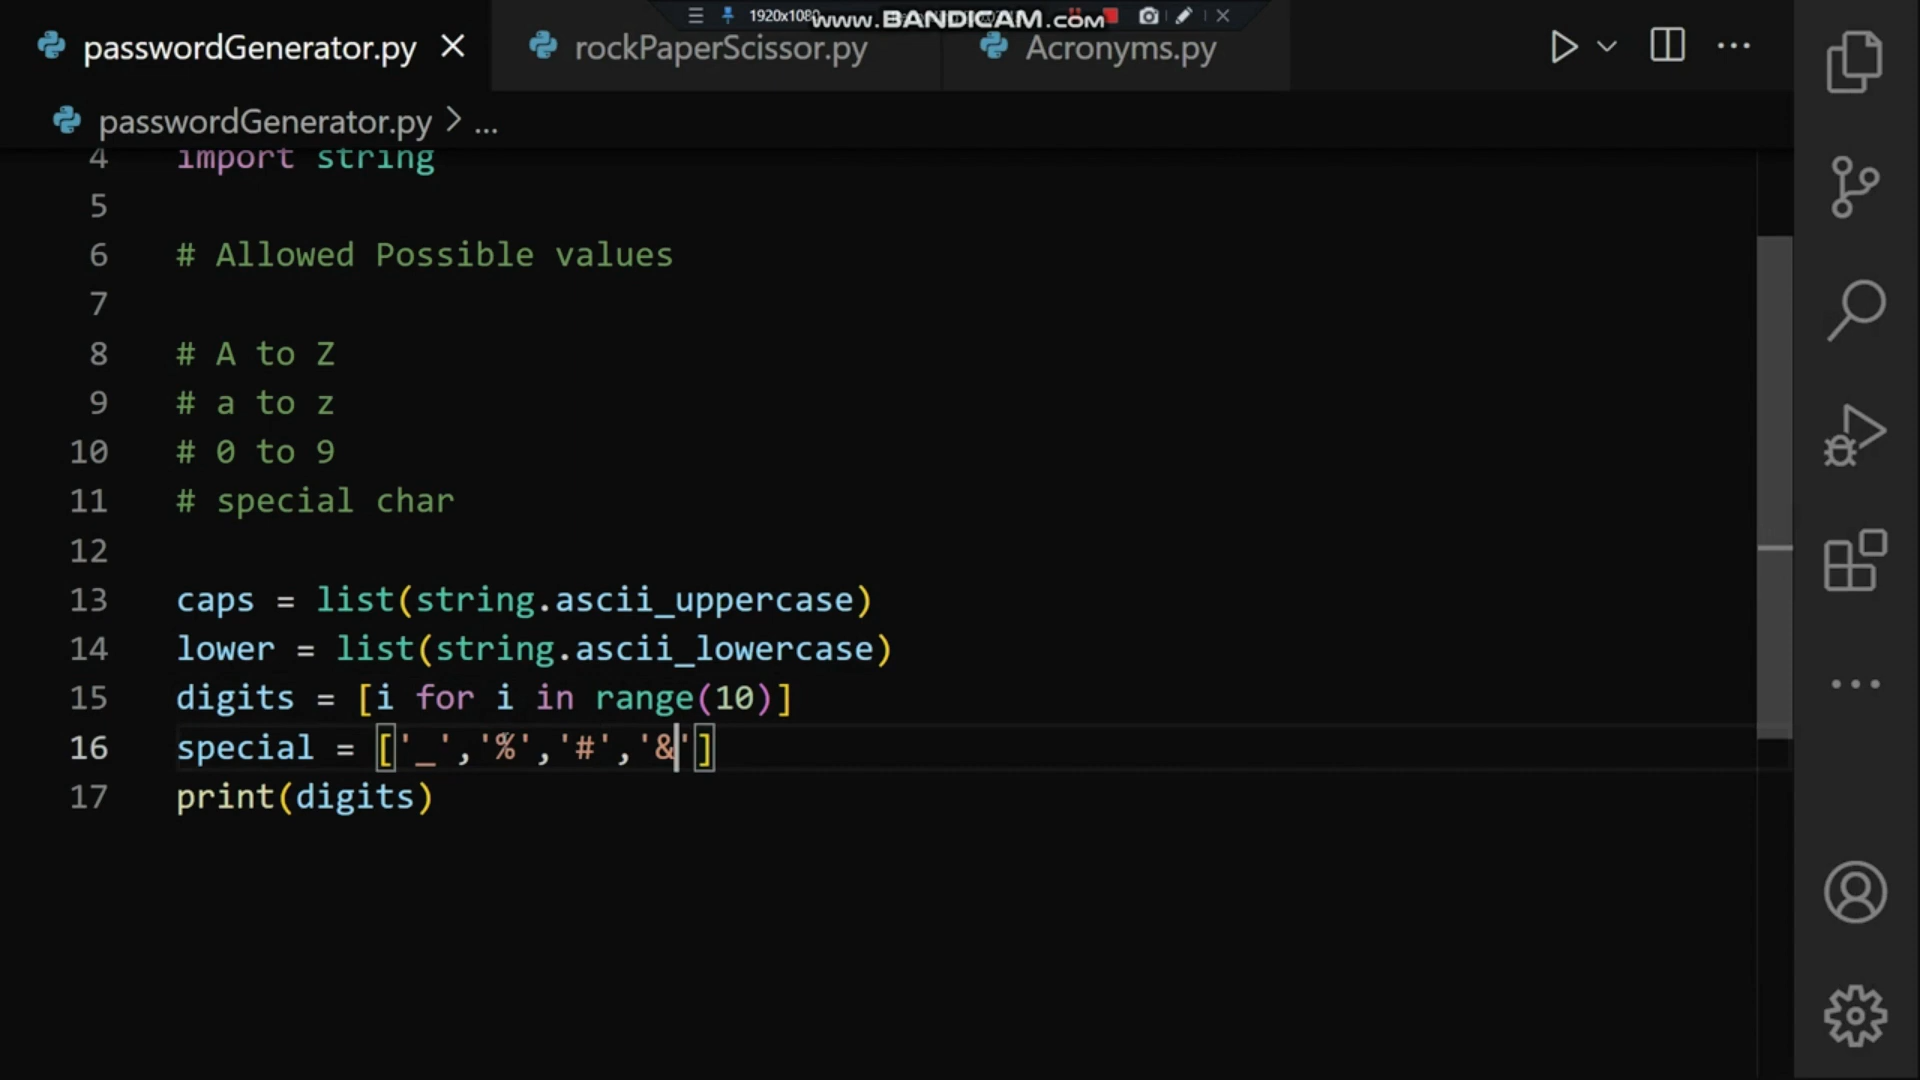 1920x1080
www.BANDICAM.com
passwordGenerator.py
rockPaperScissor.py
Acronyms.py
passwordGenerator.py > ...
4 import string
5
6 # Allowed Possible values
7
8 # A to Z
9 # a to z
10 # 0 to 9
11 # special char
12
13 caps = list(string.ascii_uppercase)
14 lower = list(string.ascii_lowercase)
15 digits = [i for i in range(10)]
16 special = ['_','%','#','&']
17 print(digits)